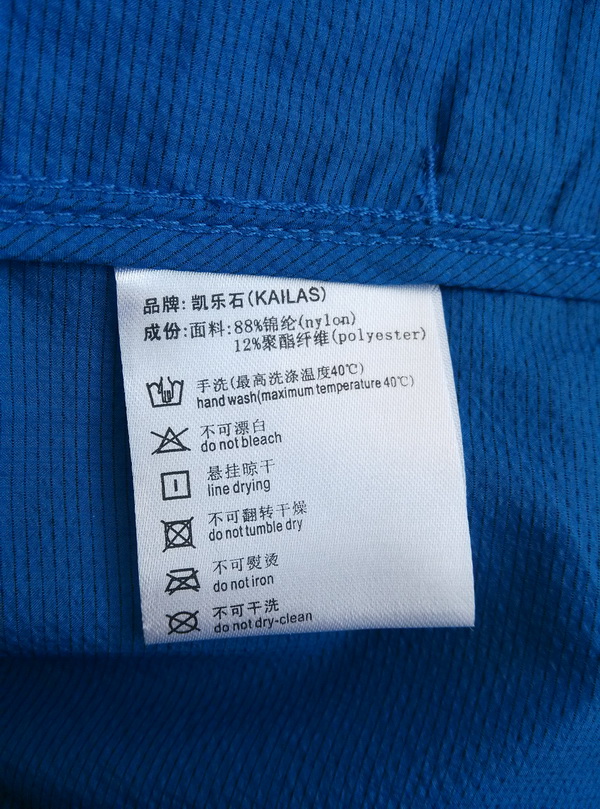 品牌:凯乐石(KAILAS)
成份:面料:88%锦纶(nylon)
12%聚酯纤维(polyester)
手洗(最高洗涤温度40℃)
hand wash(maximum temperature 40℃)
不可漂白
do not bleach
悬挂晾干
line drying
不可翻转干燥
do not tumble dry
不可熨烫
do not iron
不可干洗
do not dry-clean